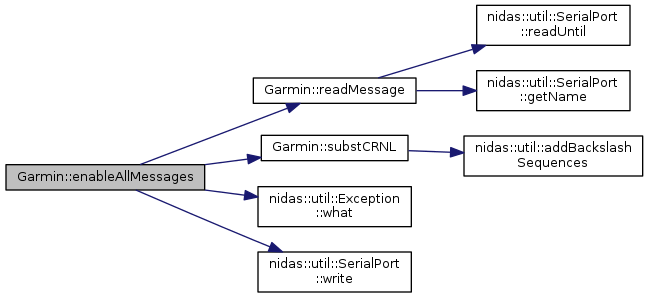 nidas::util::SerialPort
::readUntil
Garmin::readMessage
nidas::util::SerialPort
::getName
Garmin::substCRNL
nidas::util::addBackslash
Sequences
Garmin::enableAllMessages
nidas::util::Exception
::what
nidas::util::SerialPort
::write